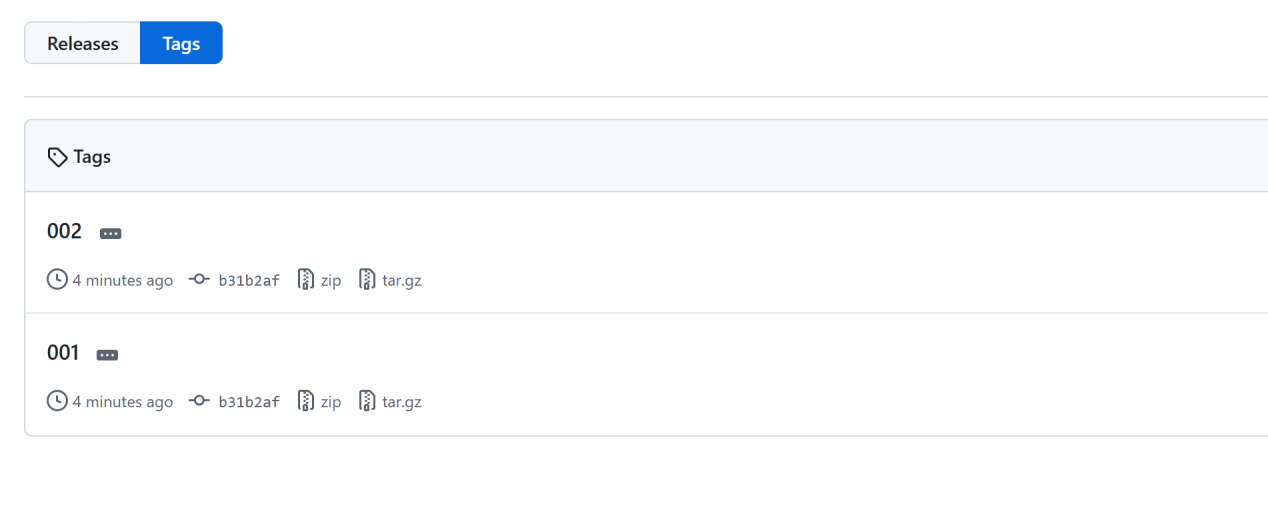 Releases Tags
Tags
002
4 minutes ago b31b2af zip tar.gz
001
4 minutes ago b31b2af zip tar.gz